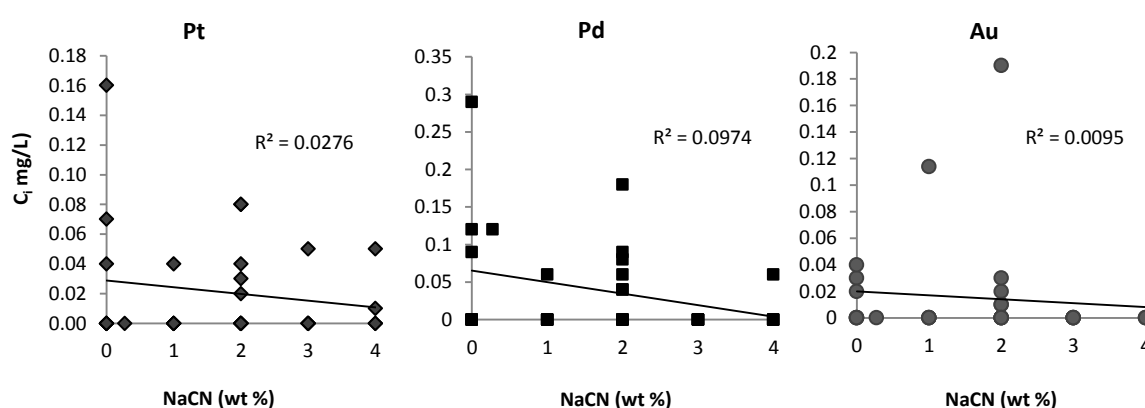 Pt
0.18
0.16
0.14
0.12
0.10
0.08
0.06
0.04
0.02
0.00
Ci mg/L)
R² = 0.0276
0 1 2 3 4
NaCN (wt %)
Pd
0.35
0.3
0.25
0.2
0.15
0.1
0.05
0
R² = 0.0974
0 1 2 3 4
NaCN (wt %)
Au
0.2
0.18
0.16
0.14
0.12
0.1
0.08
0.06
0.04
0.02
0
R² = 0.0095
0 1 2 3 4
NaCN (wt %)